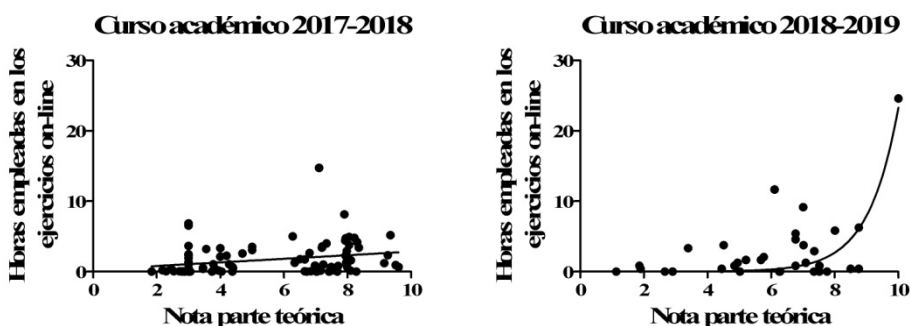 Curso académico 2017-2018
Horas empleadas en los
ejercicios on-line
30
20
10
0
0 2 4 6 8 10
Nota parte teórica
Curso académico 2018-2019
Horas empleadas en los
ejercicios on-line
30
20
10
0
0 2 4 6 8 10
Nota parte teórica